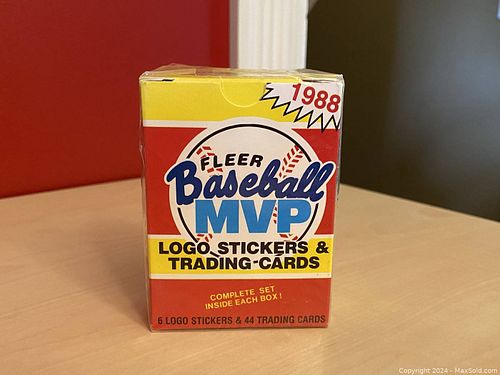 1988
FLEER
Baseball
MVP
LOGO STICKERS &
TRADING-CARDS
COMPLETE SET
INSIDE EACH BOX!
6 LOGO STICKERS & 44 TRADING CARDS
Copyright 2024 - MaxSold.com